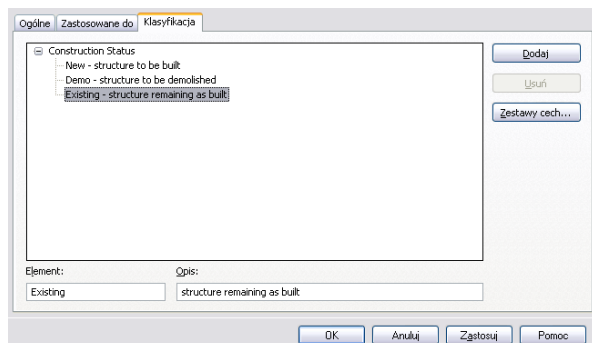 Ogólne Zastosowane do Klasyfikacja
Construction Status
New - structure to be built
Demo - structure to be demolished
Existing - structure remaining as built
Dodaj
Usuń
Zestawy cech...
Element: Opis:
Existing structure remaining as built
OK Anuluj Zastosuj Pomoc